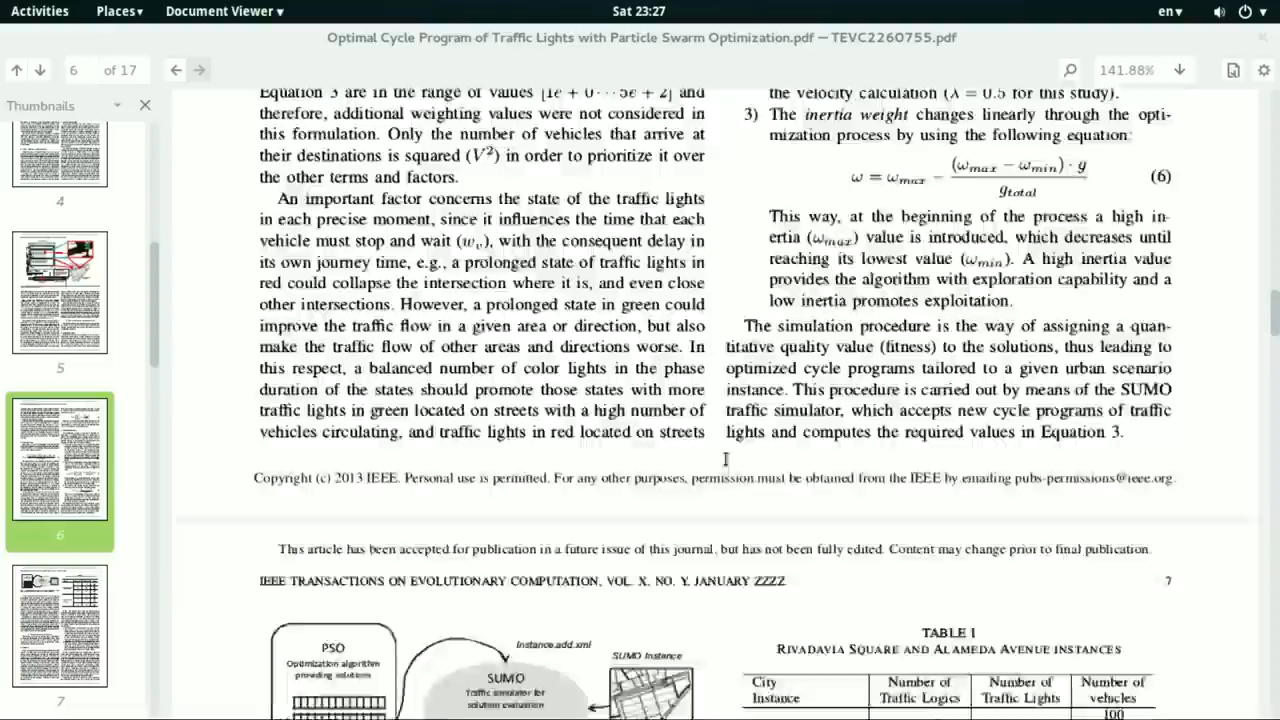 Activities Places▾ Document Viewer▾ Sat 23:27 en▾
Optimal Cycle Program of Traffic Lights with Particle Swarm Optimization.pdf — TEVC2260755.pdf
6 of 17 141.88%
Thumbnails
4
5
6
7
Equation 3 are in the range of values [1e + 0 · · · 5e + 2] and
therefore, additional weighting values were not considered in
this formulation. Only the number of vehicles that arrive at
their destinations is squared (V²) in order to prioritize it over
the other terms and factors.
An important factor concerns the state of the traffic lights
in each precise moment, since it influences the time that each
vehicle must stop and wait (w_v), with the consequent delay in
its own journey time, e.g., a prolonged state of traffic lights in
red could collapse the intersection where it is, and even close
other intersections. However, a prolonged state in green could
improve the traffic flow in a given area or direction, but also
make the traffic flow of other areas and directions worse. In
this respect, a balanced number of color lights in the phase
duration of the states should promote those states with more
traffic lights in green located on streets with a high number of
vehicles circulating, and traffic lights in red located on streets
the velocity calculation (λ = 0.5 for this study).
3) The inertia weight changes linearly through the opti-
mization process by using the following equation:
ω = ω_max − (ω_max − ω_min) · g / g_total (6)
This way, at the beginning of the process a high in-
ertia (ω_max) value is introduced, which decreases until
reaching its lowest value (ω_min). A high inertia value
provides the algorithm with exploration capability and a
low inertia promotes exploitation.
The simulation procedure is the way of assigning a quan-
titative quality value (fitness) to the solutions, thus leading to
optimized cycle programs tailored to a given urban scenario
instance. This procedure is carried out by means of the SUMO
traffic simulator, which accepts new cycle programs of traffic
lights and computes the required values in Equation 3.
Copyright (c) 2013 IEEE. Personal use is permitted. For any other purposes, permission must be obtained from the IEEE by emailing pubs-permissions@ieee.org.
This article has been accepted for publication in a future issue of this journal, but has not been fully edited. Content may change prior to final publication.
IEEE TRANSACTIONS ON EVOLUTIONARY COMPUTATION, VOL. X, NO. Y, JANUARY ZZZZ 7
PSO
Optimization algorithm
providing solutions
Instance.add.xml
SUMO
Traffic simulator for
solution evaluation
SUMO Instance
TABLE I
RIVADAVIA SQUARE AND ALAMEDA AVENUE INSTANCES
City Number of Number of Number of
Instance Traffic Logics Traffic Lights vehicles
100